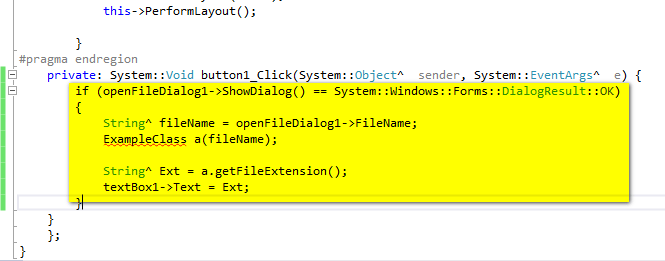 this->PerformLayout();
}
#pragma endregion
private: System::Void button1_Click(System::Object^  sender, System::EventArgs^  e) {
if (openFileDialog1->ShowDialog() == System::Windows::Forms::DialogResult::OK)
{
String^ fileName = openFileDialog1->FileName;
ExampleClass a(fileName);
String^ Ext = a.getFileExtension();
textBox1->Text = Ext;
}
}
};
}